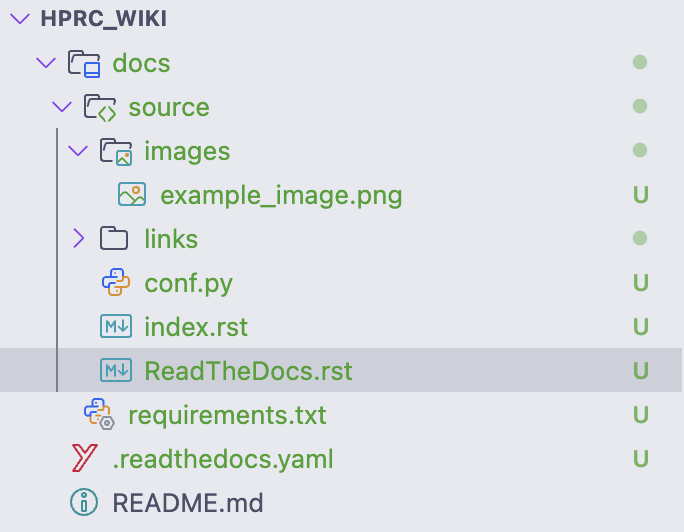 HPRC_WIKI
docs
source
images
example_image.png U
links
conf.py U
M↓ index.rst U
M↓ ReadTheDocs.rst U
requirements.txt U
.readthedocs.yaml U
README.md